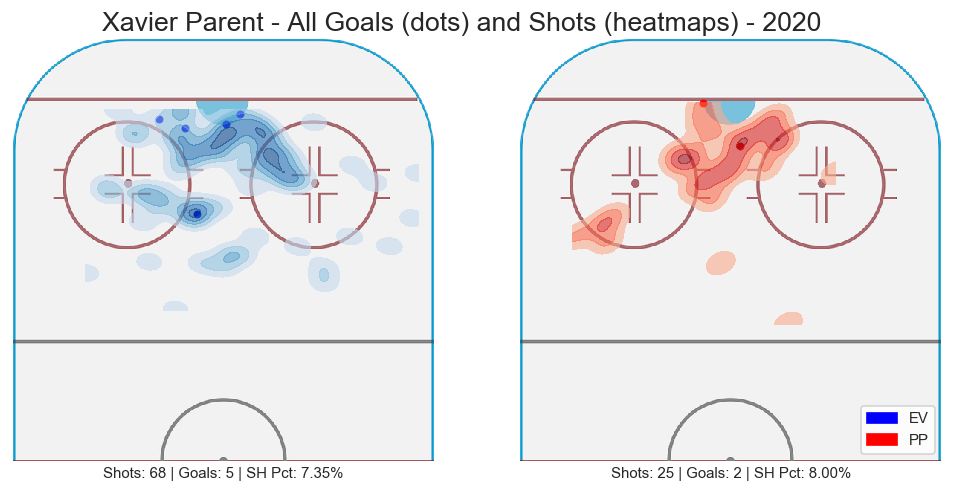 Xavier Parent - All Goals (dots) and Shots (heatmaps) - 2020
EV
PP
Shots: 68 | Goals: 5 | SH Pct: 7.35%
Shots: 25 | Goals: 2 | SH Pct: 8.00%